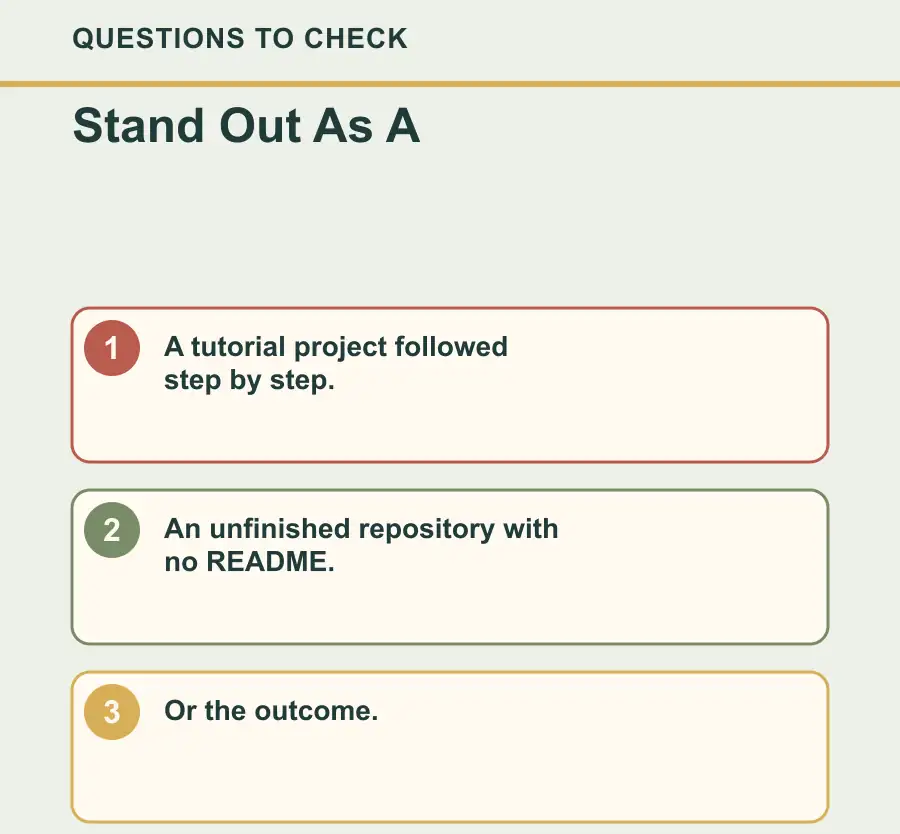 QUESTIONS TO CHECK
Stand Out As A
1
A tutorial project followed
step by step.
2
An unfinished repository with
no README.
3
Or the outcome.